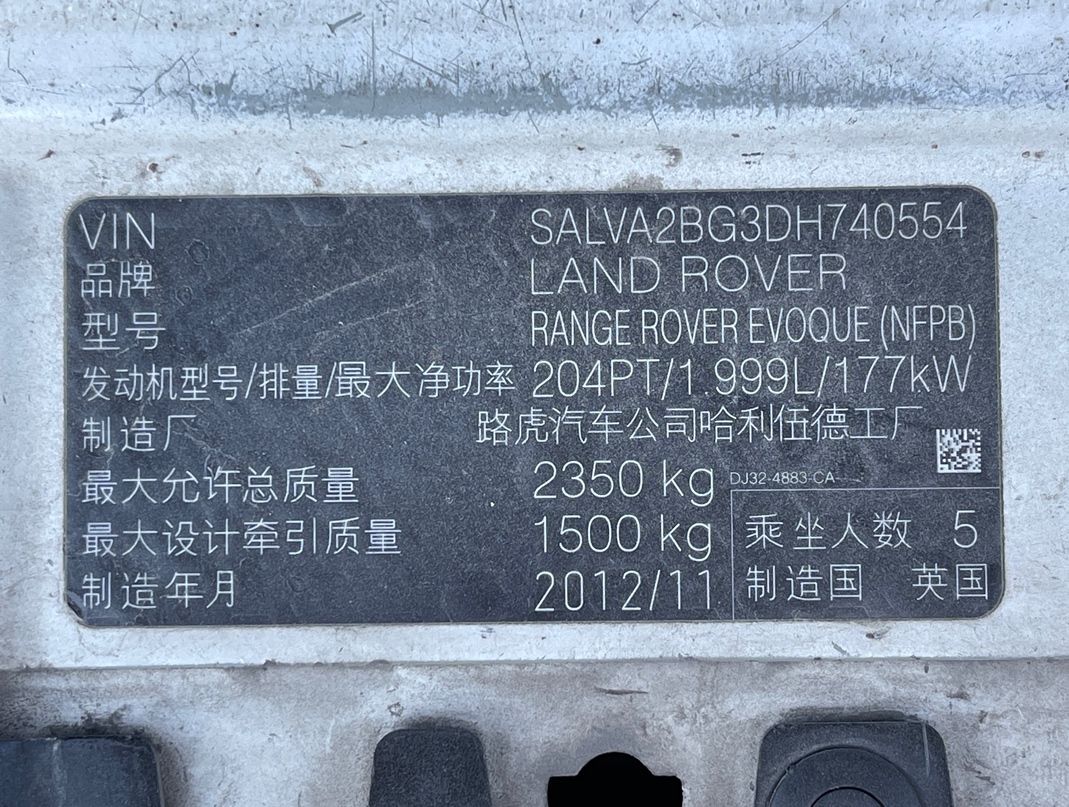 VIN SALVA2BG3DH740554
品牌 LAND ROVER
型号 RANGE ROVER EVOQUE (NFPB)
发动机型号/排量/最大净功率 204PT/1.999L/177kW
制造厂 路虎汽车公司哈利伍德工厂
最大允许总质量 2350 kg DJ32-4883-CA
最大设计牵引质量 1500 kg 乘坐人数 5
制造年月 2012/11 制造国 英国